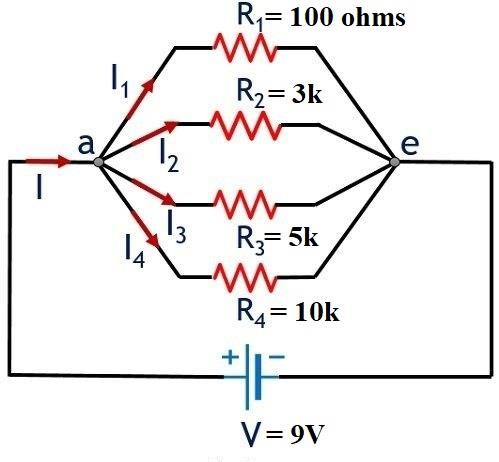 R₁= 100 ohms
I₁
R₂= 3k
a
e
I₂
I
I₃
R₃= 5k
I₄
R₄= 10k
+ −
V = 9V